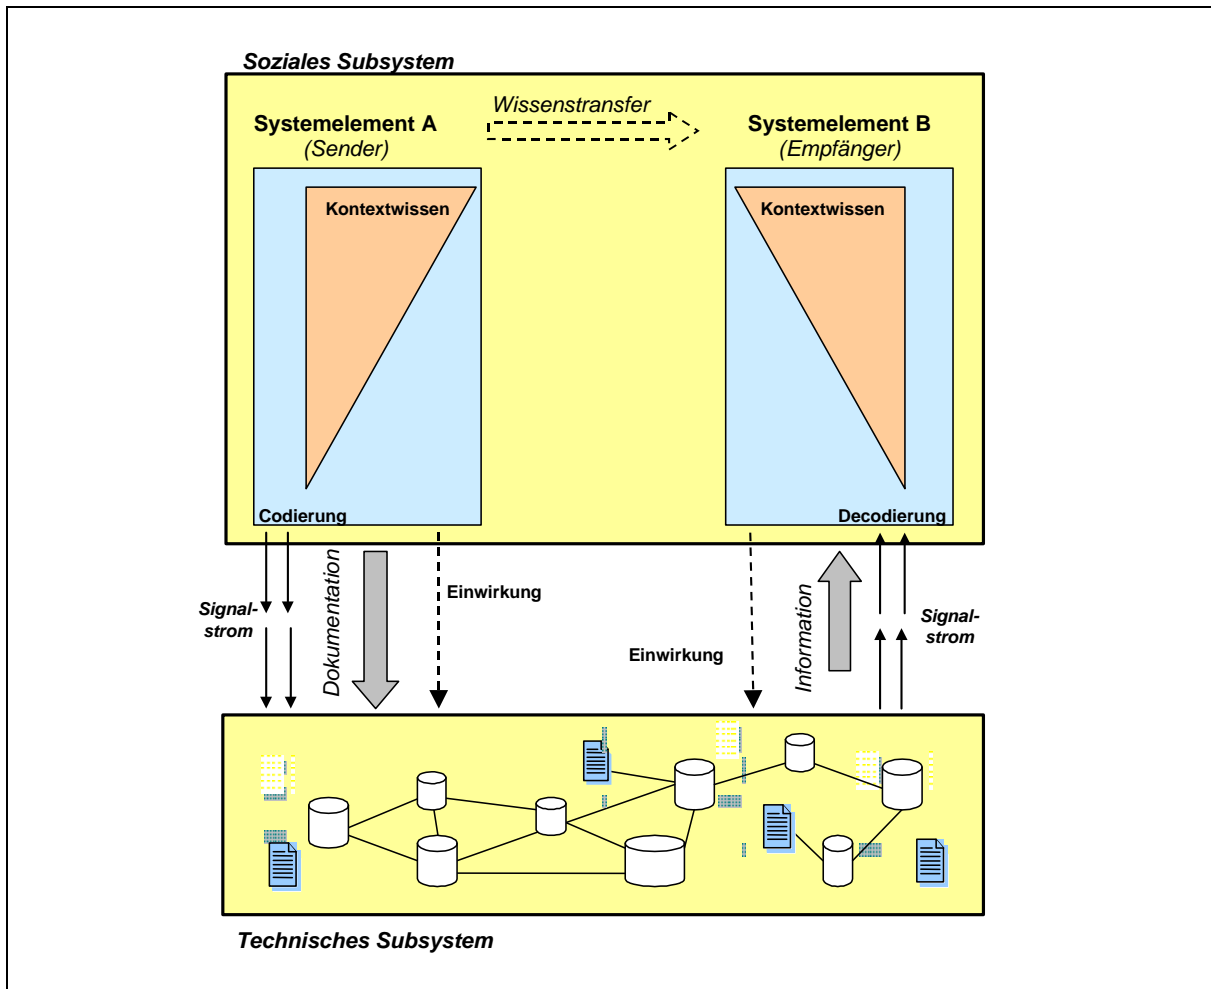 Soziales Subsystem
Wissenstransfer
Systemelement A
(Sender)
Systemelement B
(Empfänger)
Kontextwissen
Kontextwissen
Codierung
Decodierung
Signal-
strom
Dokumentation
Einwirkung
Einwirkung
Information
Signal-
strom
Technisches Subsystem